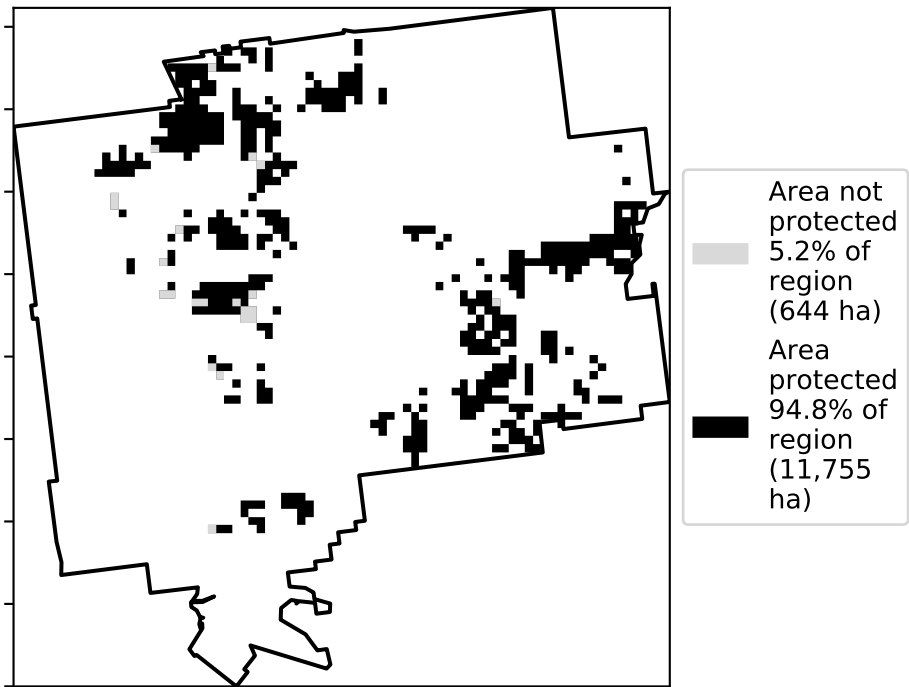 Area not
protected
5.2% of
region
(644 ha)
Area
protected
94.8% of
region
(11,755
ha)